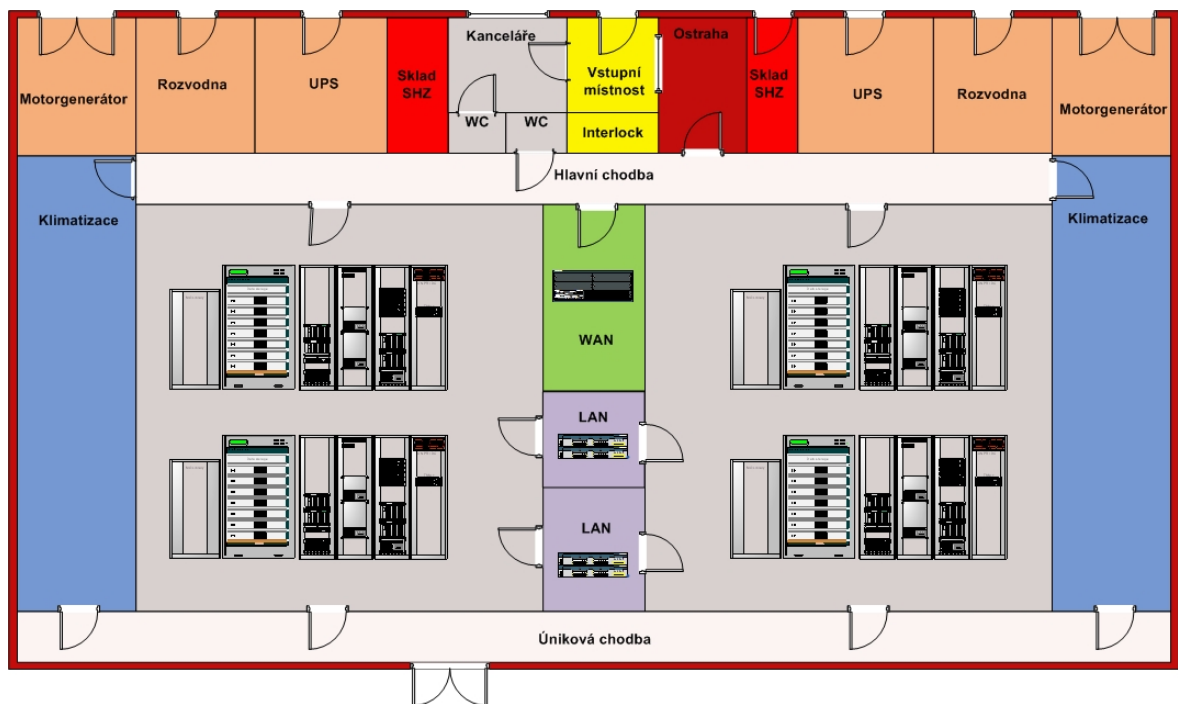 Motorgenerátor
Rozvodna
UPS
Sklad
SHZ
Kanceláře
WC
WC
Vstupní
místnost
Interlock
Ostraha
Sklad
SHZ
UPS
Rozvodna
Motorgenerátor
Hlavní chodba
Klimatizace
Klimatizace
WAN
LAN
LAN
Úniková chodba